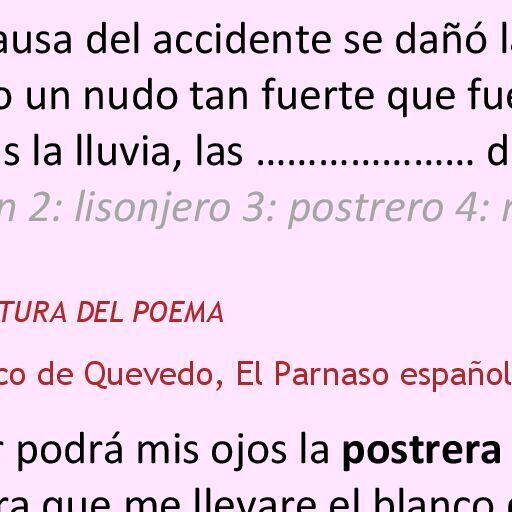 ausa del accidente se dañó l
o un nudo tan fuerte que fue
s la lluvia, las ………………… d
n 2: lisonjero 3: postrero 4: r
TURA DEL POEMA
co de Quevedo, El Parnaso español
r podrá mis ojos la postrera
ra que me llevare el blanco